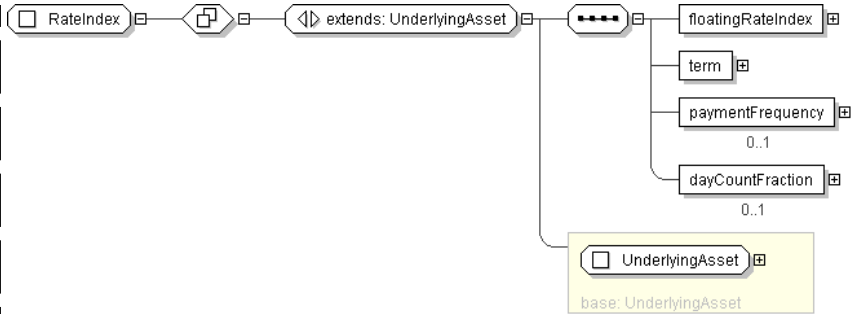 RateIndex
extends: UnderlyingAsset
floatingRateIndex
term
paymentFrequency
0..1
dayCountFraction
0..1
UnderlyingAsset
base: UnderlyingAsset